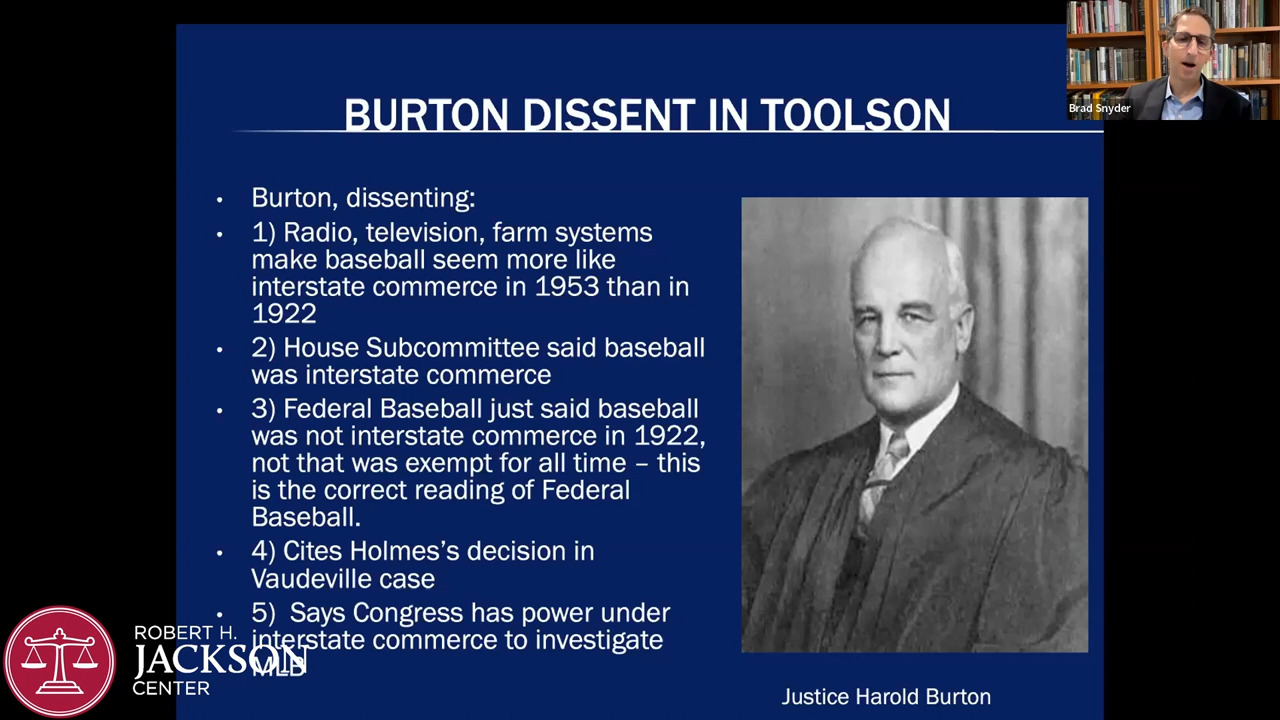 Brad Snyder
BURTON DISSENT IN TOOLSON
• Burton, dissenting:
• 1) Radio, television, farm systems
make baseball seem more like
interstate commerce in 1953 than in
1922
• 2) House Subcommittee said baseball
was interstate commerce
• 3) Federal Baseball just said baseball
was not interstate commerce in 1922,
not that was exempt for all time – this
is the correct reading of Federal
Baseball.
• 4) Cites Holmes's decision in
Vaudeville case
• 5) Says Congress has power under
interstate commerce to investigate
MLB
Justice Harold Burton
ROBERT H.
JACKSON
CENTER